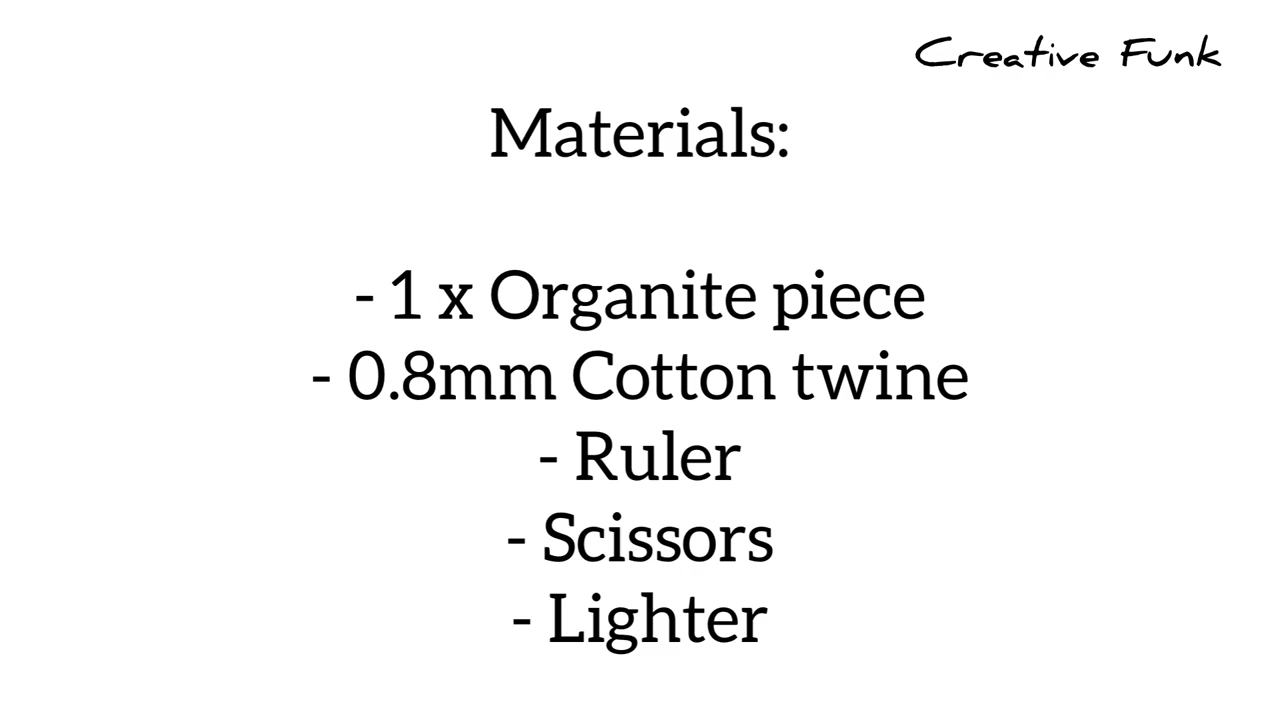 Creative Funk
Materials:
- 1 x Organite piece
- 0.8mm Cotton twine
- Ruler
- Scissors
- Lighter